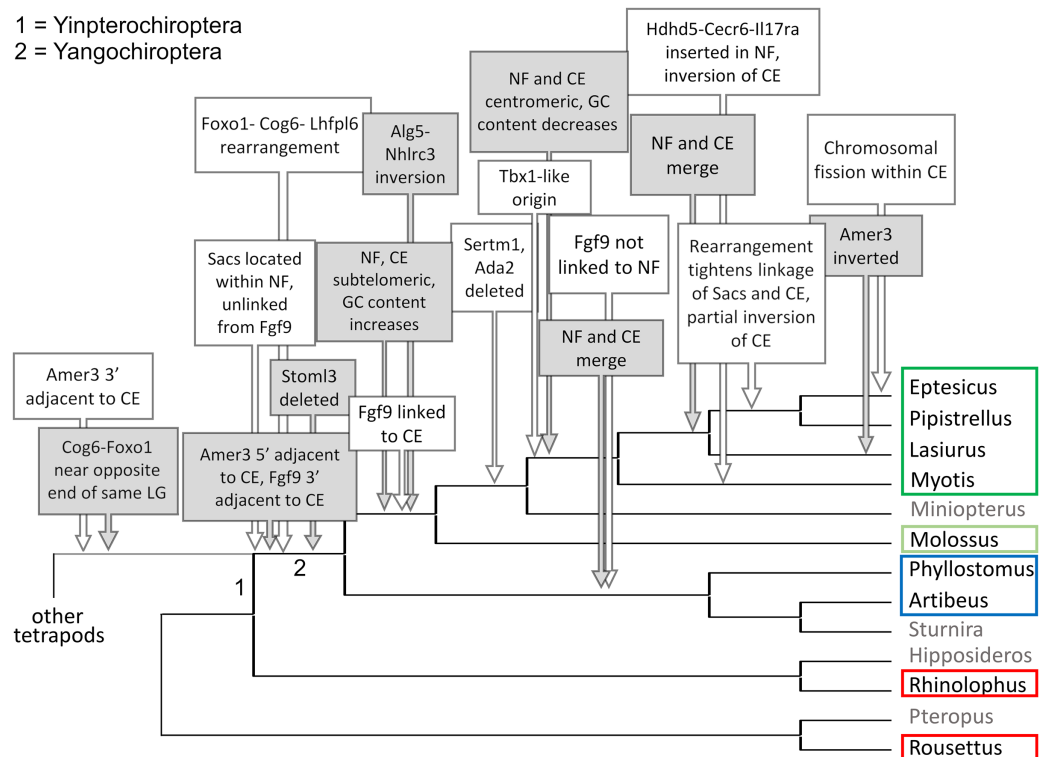 1 = Yinpterochiroptera
2 = Yangochiroptera
Hdhd5-Cecr6-Il17ra
inserted in NF,
inversion of CE
NF and CE
centromeric, GC
content decreases
Foxo1- Cog6- Lhfpl6
rearrangement
Alg5-
Nhlrc3
inversion
NF and CE
merge
Chromosomal
fission within CE
Tbx1-like
origin
Sacs located
within NF,
unlinked
from Fgf9
NF, CE
subtelomeric,
GC content
increases
Sertm1,
Ada2
deleted
Fgf9 not
linked to NF
Rearrangement
tightens linkage
of Sacs and CE,
partial inversion
of CE
Amer3
inverted
NF and CE
merge
Amer3 3’
adjacent to CE
Stoml3
deleted
Fgf9 linked
to CE
Cog6-Foxo1
near opposite
end of same LG
Amer3 5’ adjacent
to CE, Fgf9 3’
adjacent to CE
Eptesicus
Pipistrellus
Lasiurus
Myotis
Miniopterus
Molossus
Phyllostomus
Artibeus
Sturnira
Hipposideros
Rhinolophus
Pteropus
Rousettus
1
2
other
tetrapods